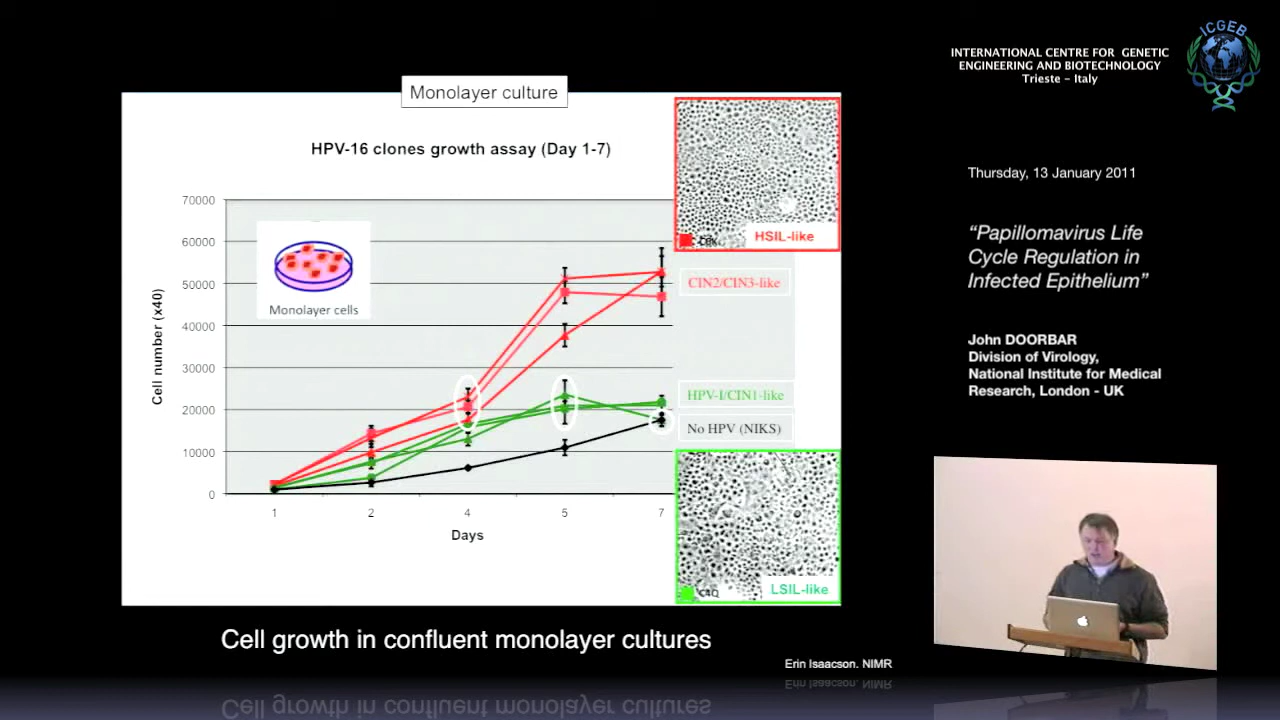 Monolayer culture
HPV-16 clones growth assay (Day 1-7)
70000
60000
50000
40000
30000
20000
10000
0
Cell number (x40)
1
2
4
5
7
Days
Monolayer cells
HSIL-like
CIN2/CIN3-like
HPV-I/CIN1-like
No HPV (NIKS)
LSIL-like
Cell growth in confluent monolayer cultures
Erin Isaacson. NIMR
INTERNATIONAL CENTRE FOR GENETIC
ENGINEERING AND BIOTECHNOLOGY
Trieste – Italy
ICGEB
Thursday, 13 January 2011
“Papillomavirus Life
Cycle Regulation in
Infected Epithelium”
John DOORBAR
Division of Virology,
National Institute for Medical
Research, London - UK